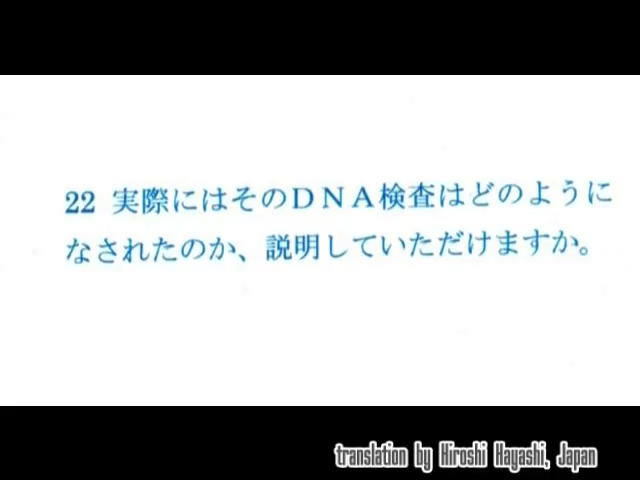 22 実際にはそのDNA検査はどのように
なされたのか、説明していただけますか。
translation by Hiroshi Hayashi, Japan